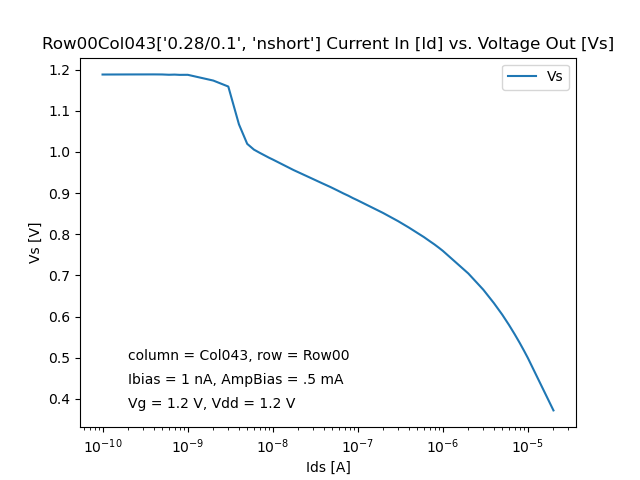 Row00Col043['0.28/0.1', 'nshort'] Current In [Id] vs. Voltage Out [Vs]
Vs
1.2
1.1
1.0
0.9
0.8
0.7
0.6
0.5
0.4
Vs [V]
column = Col043, row = Row00
Ibias = 1 nA, AmpBias = .5 mA
Vg = 1.2 V, Vdd = 1.2 V
10⁻¹⁰ 10⁻⁹ 10⁻⁸ 10⁻⁷ 10⁻⁶ 10⁻⁵
Ids [A]